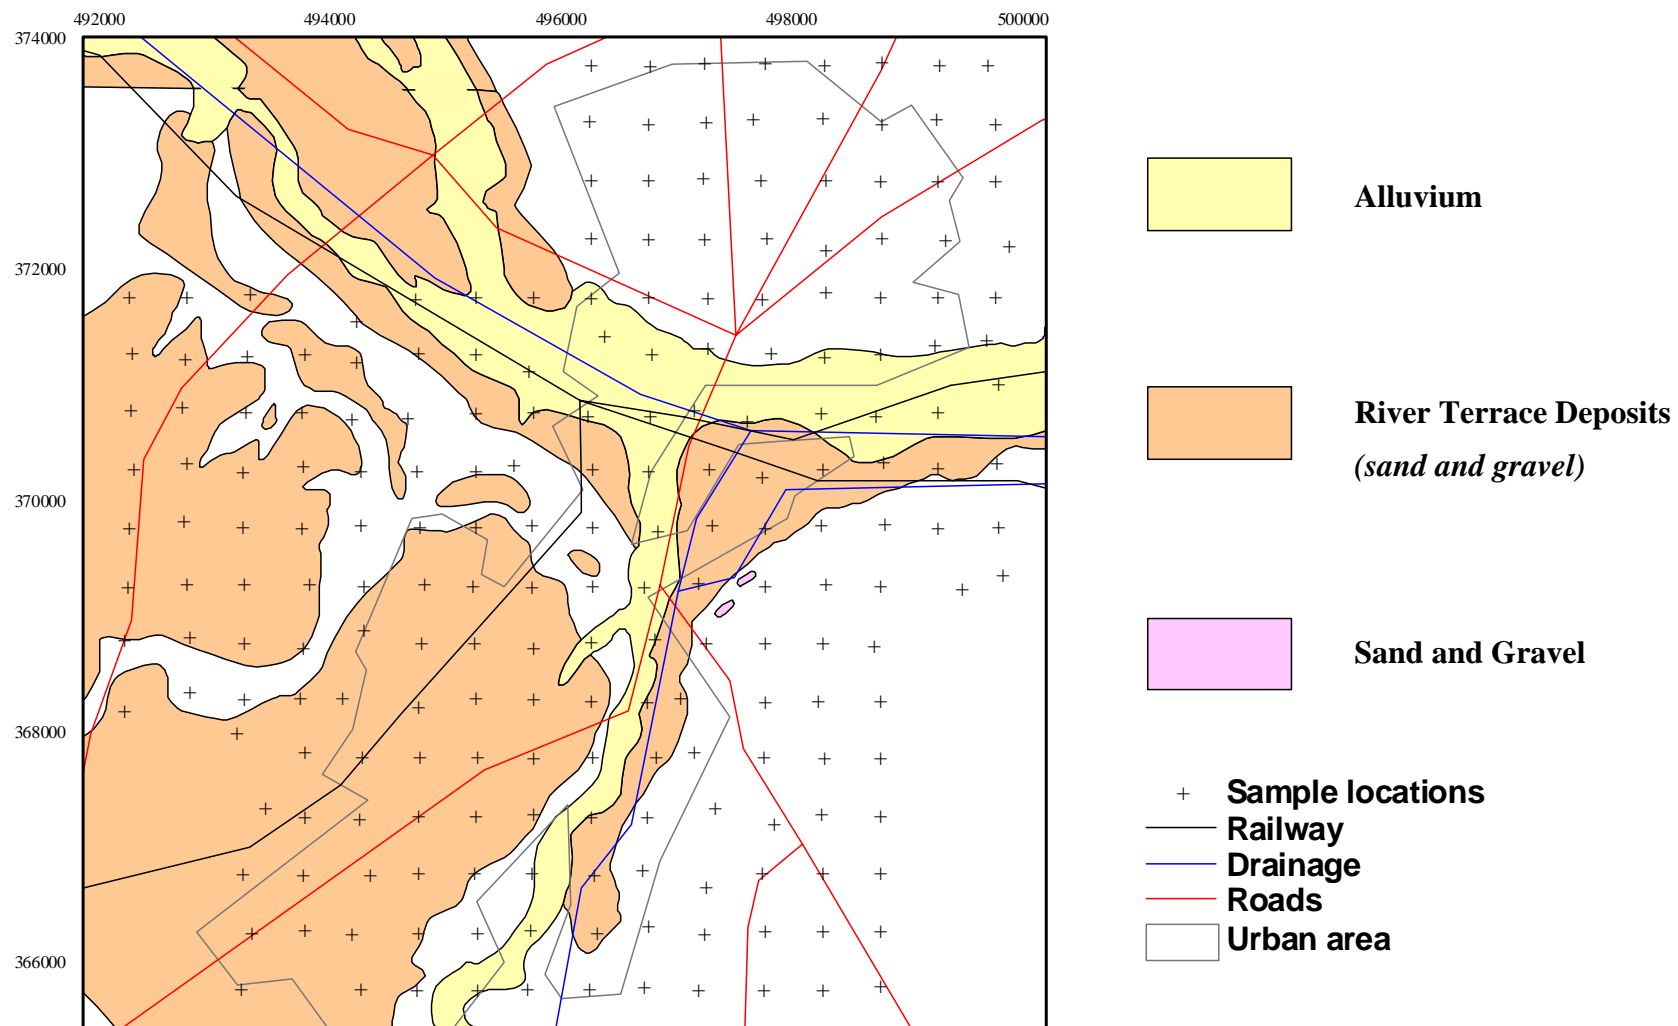 492000 494000 496000 498000 500000
374000
372000
370000
368000
366000
Alluvium
River Terrace Deposits
(sand and gravel)
Sand and Gravel
Sample locations
Railway
Drainage
Roads
Urban area